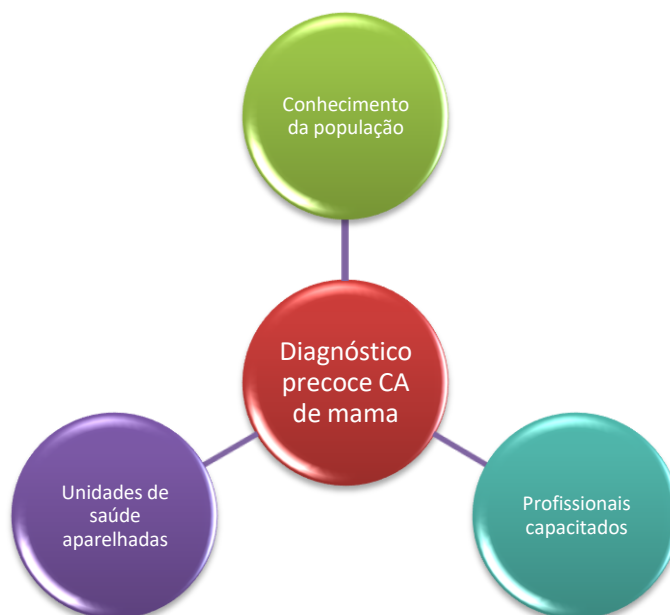 Conhecimento
da população
Diagnóstico
precoce CA
de mama
Unidades de
saúde
aparelhadas
Profissionais
capacitados